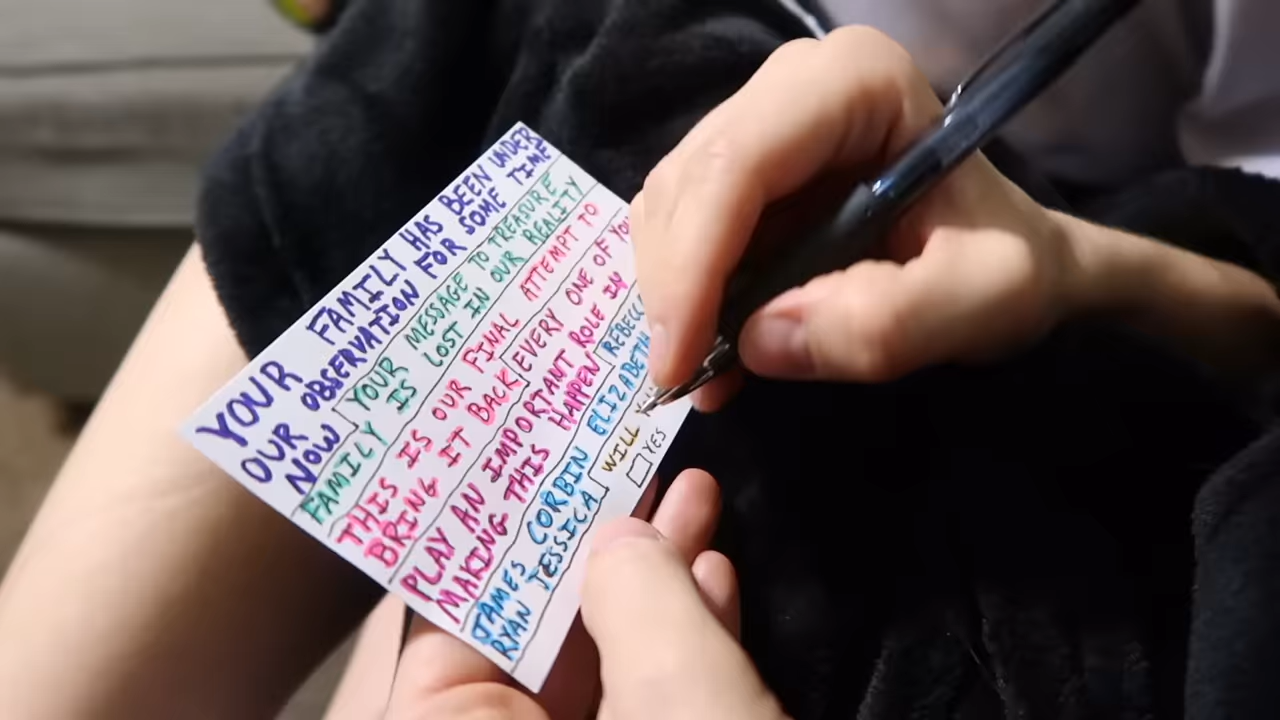 YOUR FAMILY HAS BEEN UNDER
OUR OBSERVATION FOR SOME TIME
NOW YOUR MESSAGE TO TREASURE
FAMILY IS LOST IN OUR REALITY
THIS IS OUR FINAL ATTEMPT TO
BRING IT BACK EVERY ONE OF YOU
PLAY AN IMPORTANT ROLE IN
MAKING THIS HAPPEN
JAMES CORBIN ELIZABETH
RYAN JESSICA WILL
YES